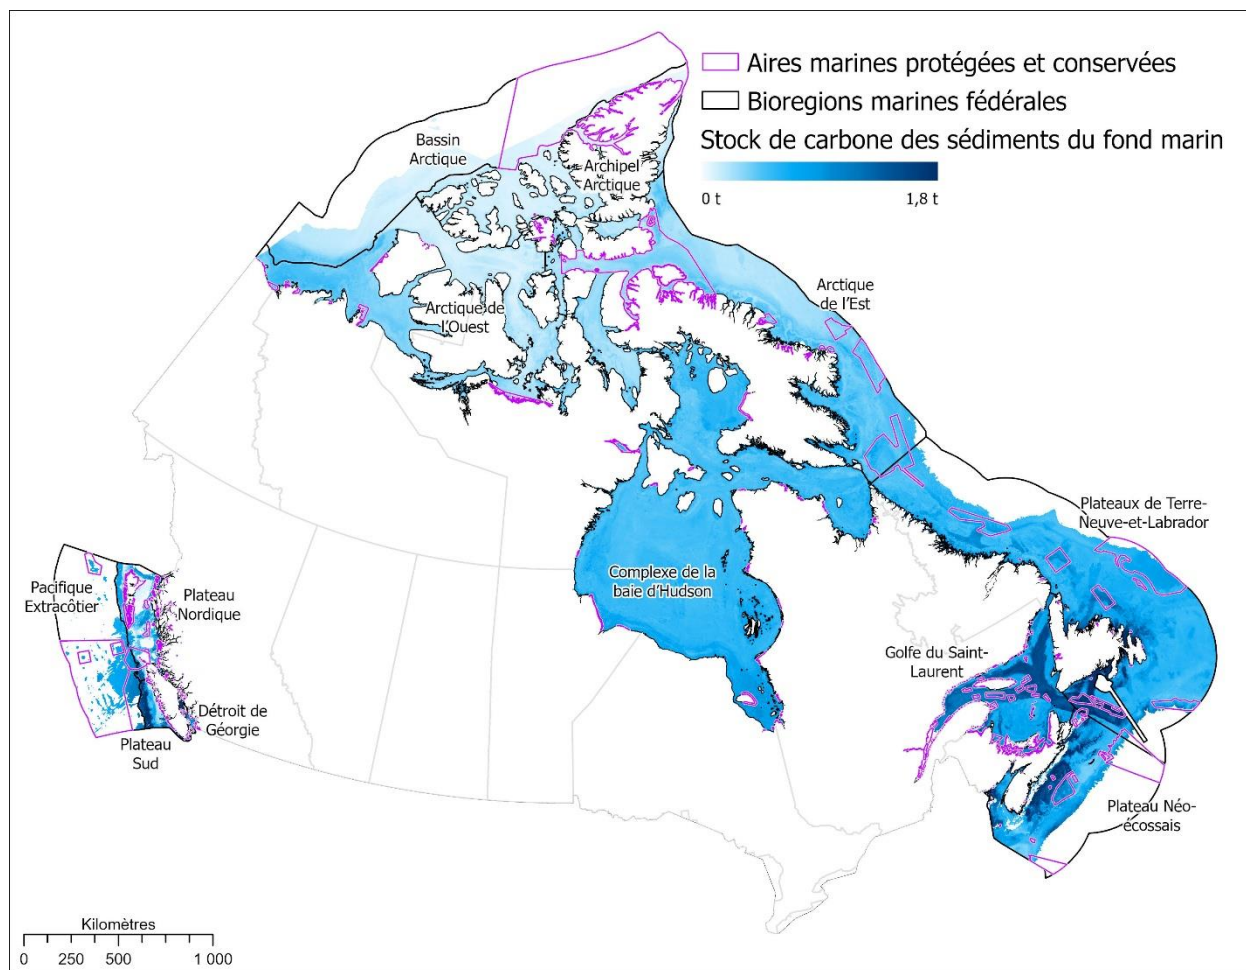 Aires marines protégées et conservées
Bioregions marines fédérales
Stock de carbone des sédiments du fond marin
0 t
1,8 t
Bassin
Arctique
Archipel
Arctique
Arctique
de l'Est
Arctique de
l'Ouest
Plateaux de Terre-
Neuve-et-Labrador
Pacifique
Extracôtier
Plateau
Nordique
Complexe de la
baie d'Hudson
Golfe du Saint-
Laurent
Détroit de
Géorgie
Plateau
Sud
Plateau Néo-
écossais
Kilomètres
0 250 500 1 000